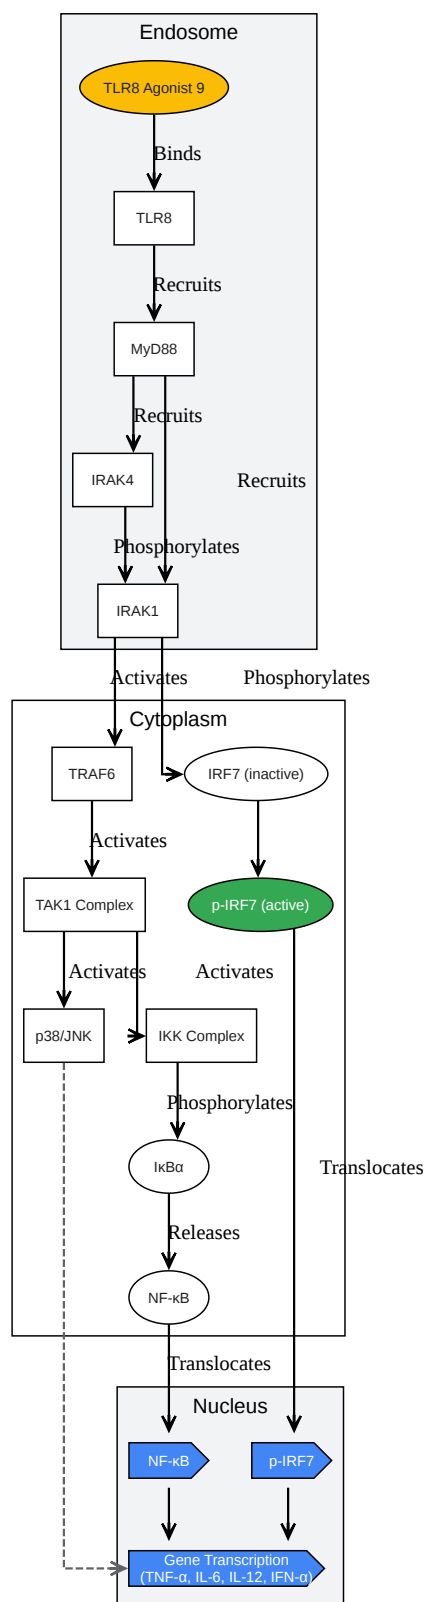 Endosome
TLR8 Agonist 9
Binds
TLR8
Recruits
MyD88
Recruits
IRAK4
Recruits
Phosphorylates
IRAK1
Activates
Phosphorylates
Cytoplasm
TRAF6
IRF7 (inactive)
Activates
TAK1 Complex
p-IRF7 (active)
Activates
Activates
p38/JNK
IKK Complex
Phosphorylates
IκBα
Translocates
Releases
NF-κB
Translocates
Nucleus
NF-κB
p-IRF7
Gene Transcription
(TNF-α, IL-6, IL-12, IFN-α)